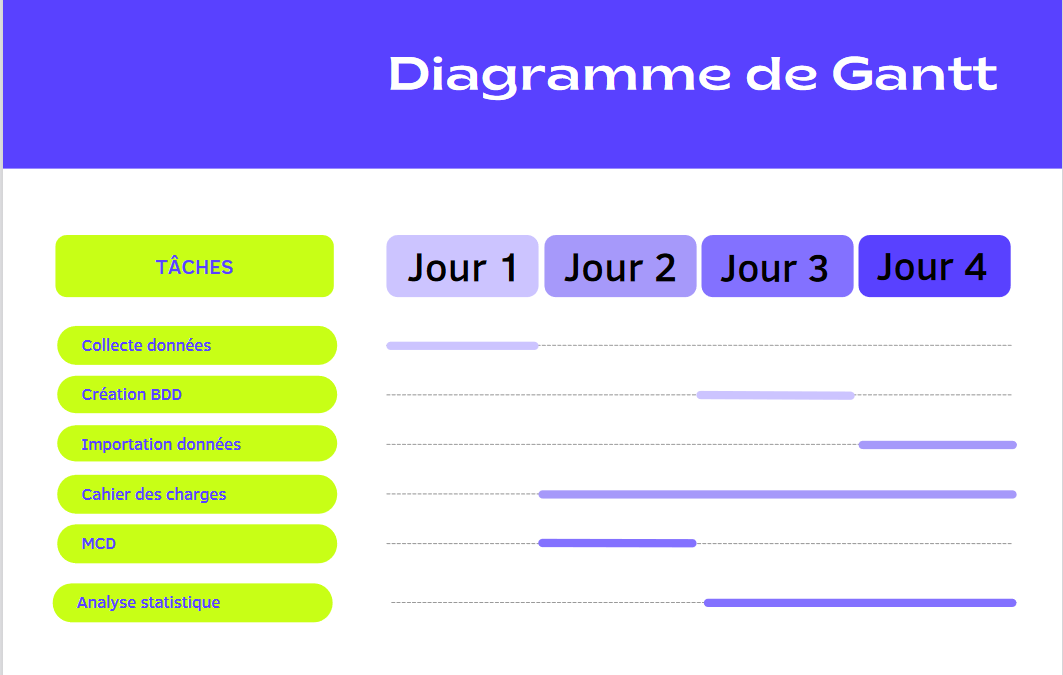 Diagramme de Gantt
TÂCHES
Jour 1
Jour 2
Jour 3
Jour 4
Collecte données
Création BDD
Importation données
Cahier des charges
MCD
Analyse statistique